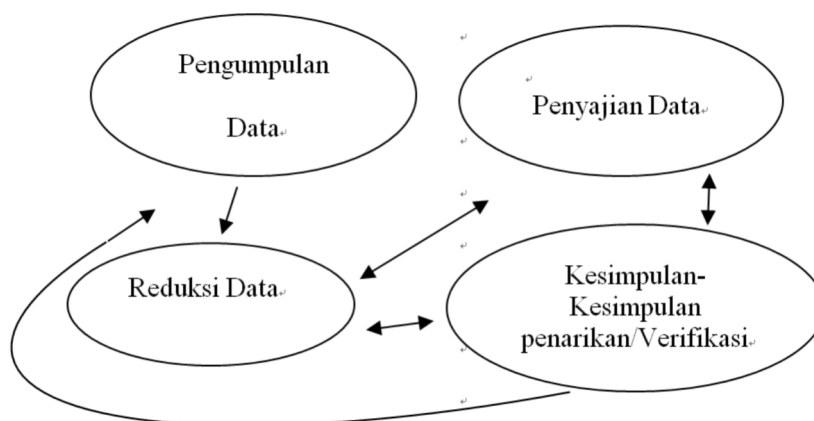 Pengumpulan
Data
Penyajian Data
Reduksi Data
Kesimpulan-
Kesimpulan
penarikan/Verifikasi